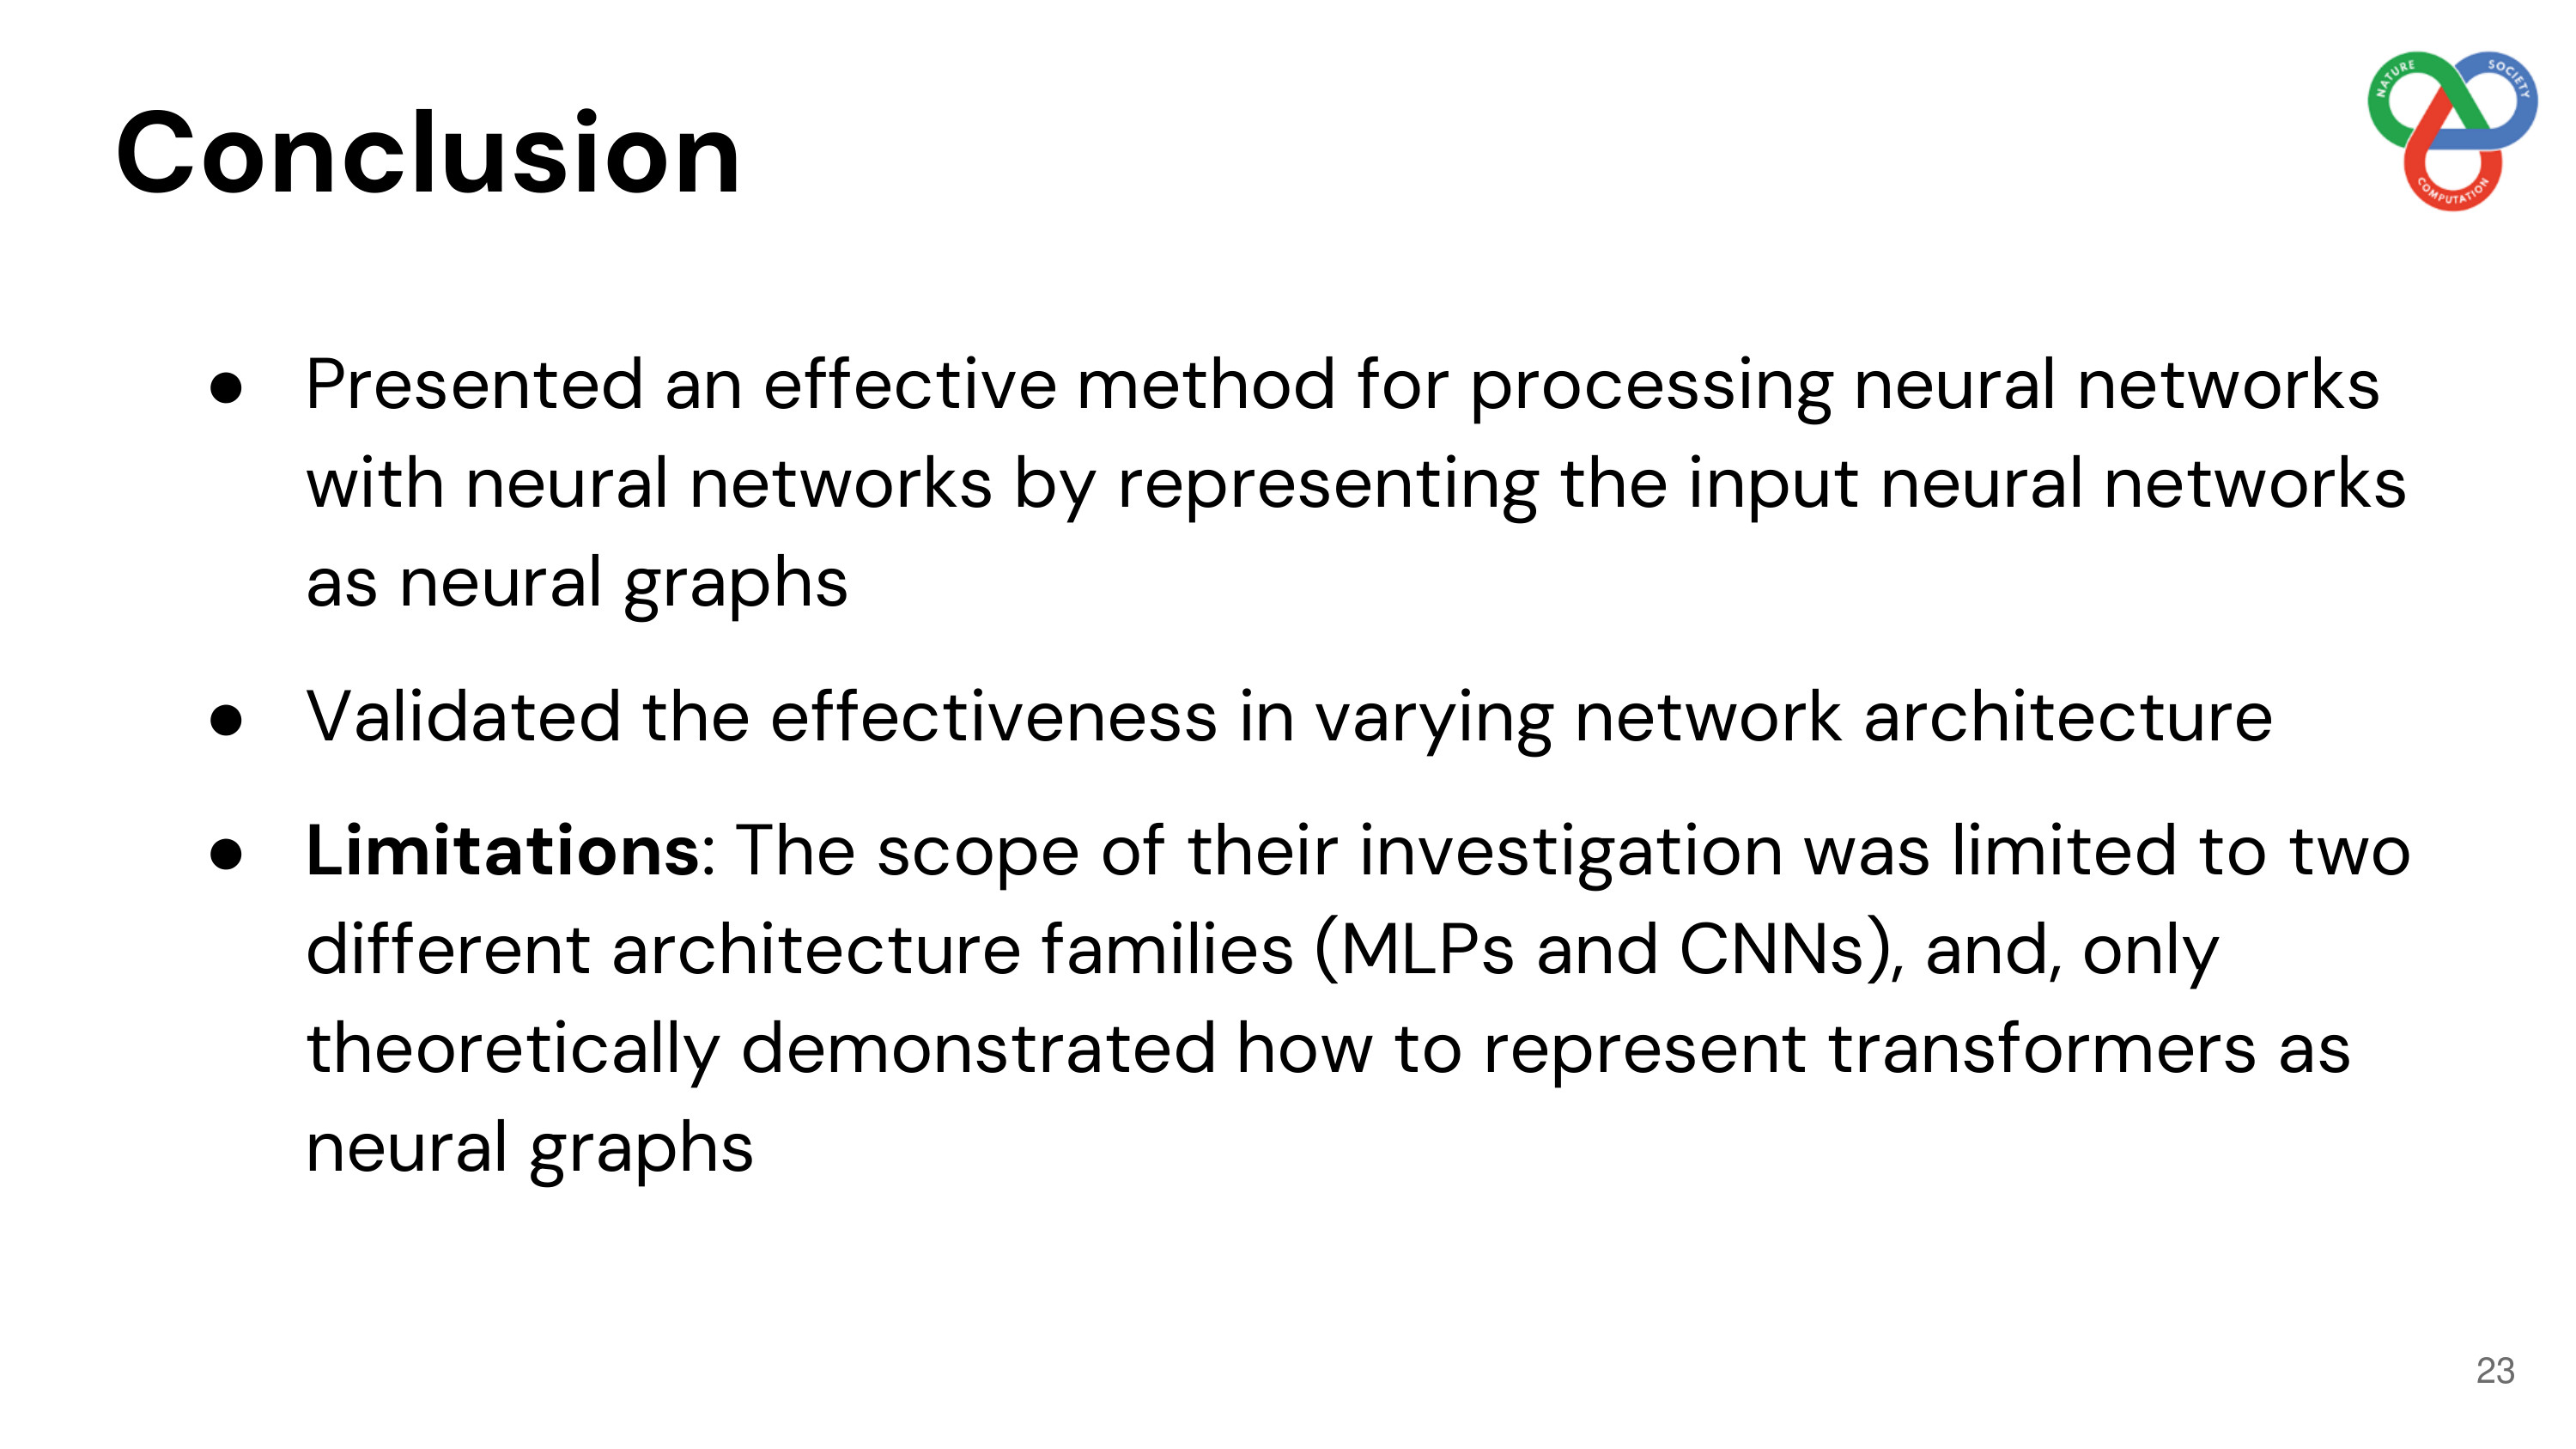 Conclusion
NATURE
SOCIETY
COMPUTATION
● Presented an effective method for processing neural networks
with neural networks by representing the input neural networks
as neural graphs
● Validated the effectiveness in varying network architecture
● Limitations: The scope of their investigation was limited to two
different architecture families (MLPs and CNNs), and, only
theoretically demonstrated how to represent transformers as
neural graphs
23